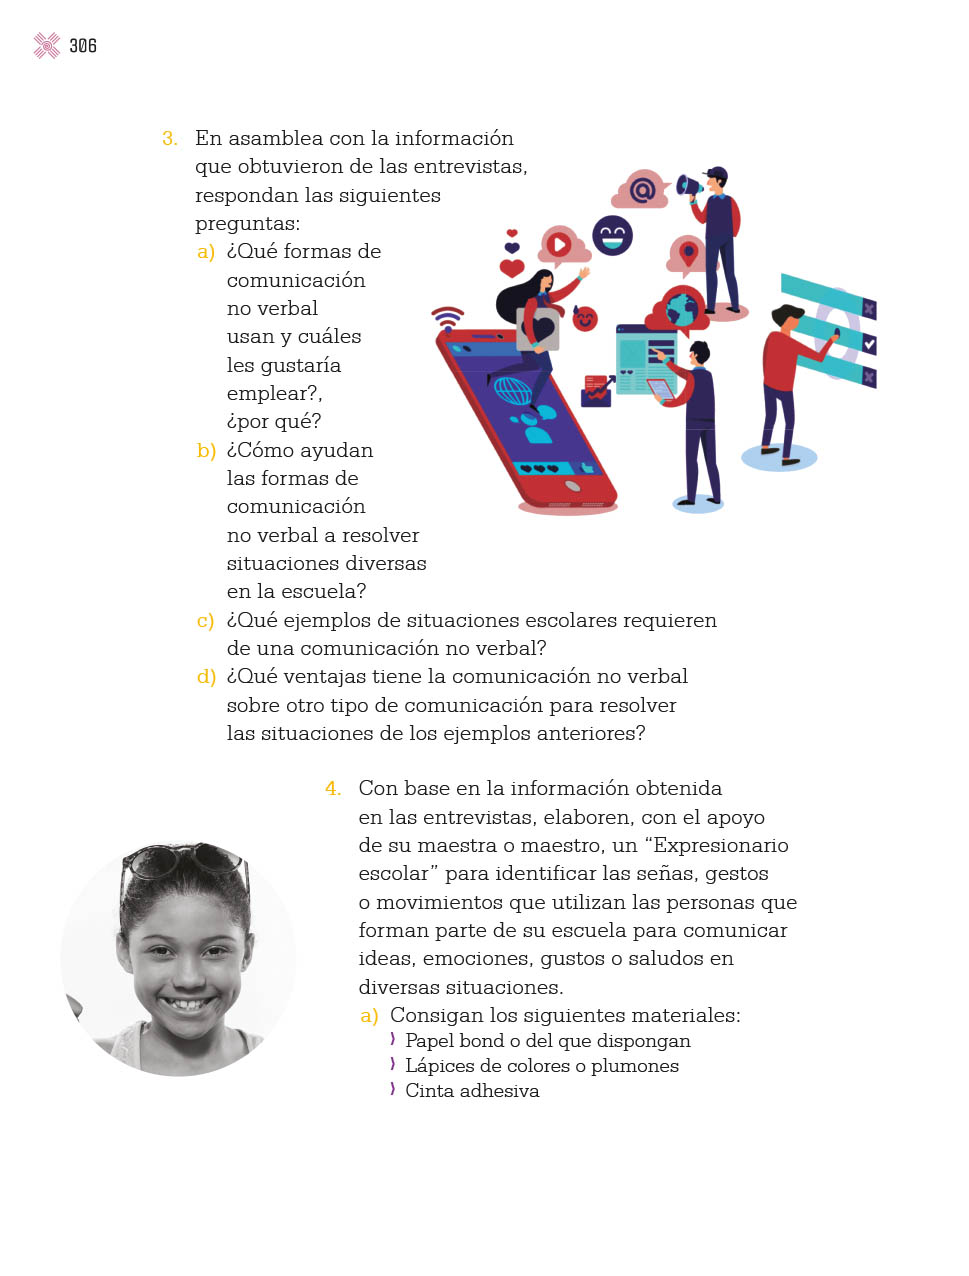 306
3. En asamblea con la información
que obtuvieron de las entrevistas,
respondan las siguientes
preguntas:
a) ¿Qué formas de
comunicación
no verbal
usan y cuáles
les gustaría
emplear?,
¿por qué?
b) ¿Cómo ayudan
las formas de
comunicación
no verbal a resolver
situaciones diversas
en la escuela?
c) ¿Qué ejemplos de situaciones escolares requieren
de una comunicación no verbal?
d) ¿Qué ventajas tiene la comunicación no verbal
sobre otro tipo de comunicación para resolver
las situaciones de los ejemplos anteriores?
4. Con base en la información obtenida
en las entrevistas, elaboren, con el apoyo
de su maestra o maestro, un “Expresionario
escolar” para identificar las señas, gestos
o movimientos que utilizan las personas que
forman parte de su escuela para comunicar
ideas, emociones, gustos o saludos en
diversas situaciones.
a) Consigan los siguientes materiales:
⟩ Papel bond o del que dispongan
⟩ Lápices de colores o plumones
⟩ Cinta adhesiva